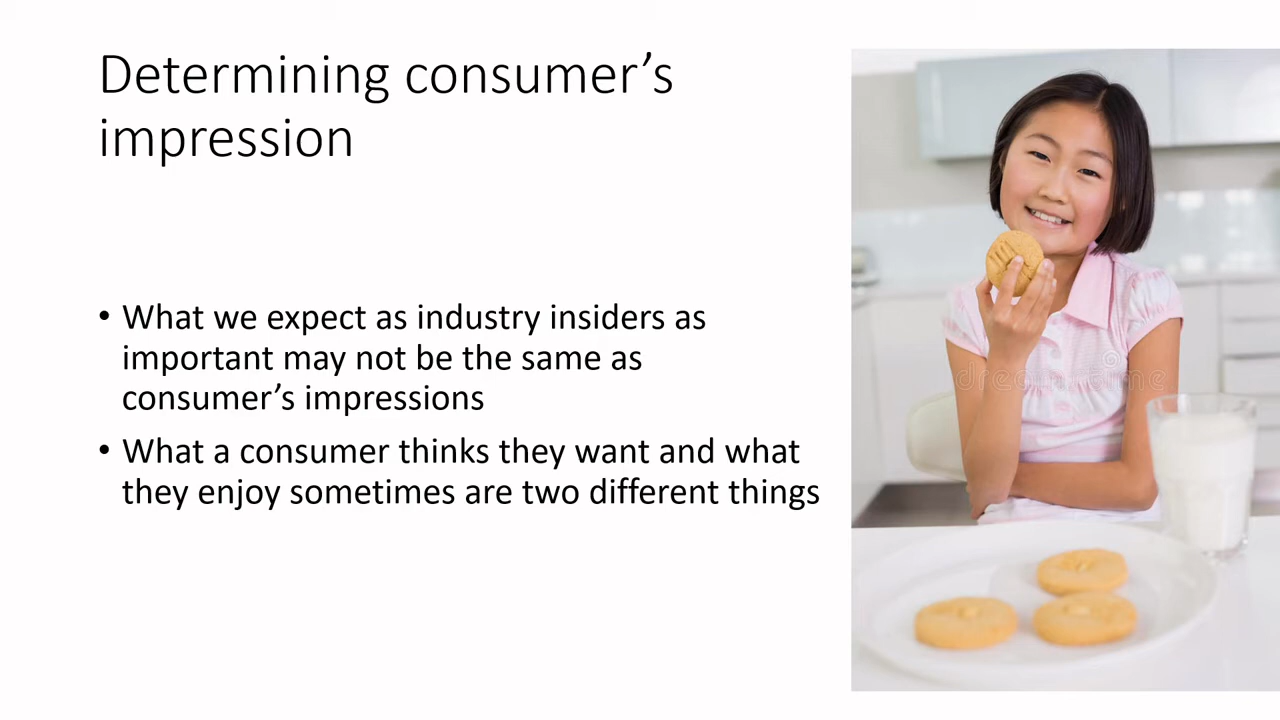 Determining consumer’s
impression
• What we expect as industry insiders as
important may not be the same as
consumer’s impressions
• What a consumer thinks they want and what
they enjoy sometimes are two different things
dreamstime